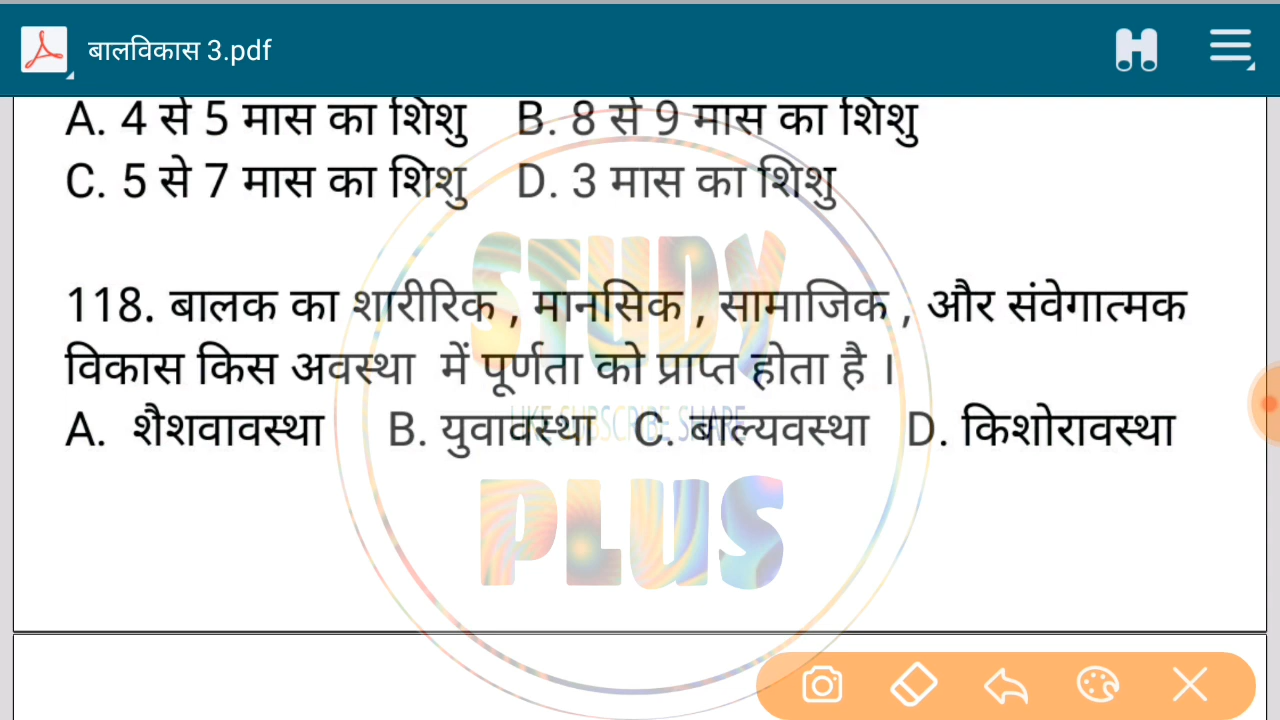 बालविकास 3.pdf
A. 4 से 5 मास का शिशु B. 8 से 9 मास का शिशु
C. 5 से 7 मास का शिशु D. 3 मास का शिशु
118. बालक का शारीरिक , मानसिक , सामाजिक , और संवेगात्मक
विकास किस अवस्था में पूर्णता को प्राप्त होता है ।
A. शैशवावस्था B. युवावस्था C. बाल्यवस्था D. किशोरावस्था
STUDY
LIKE SUBSCRIBE SHARE
PLUS